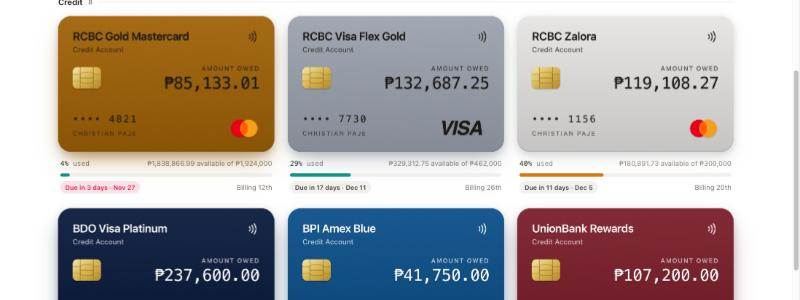 Credit 8
RCBC Gold Mastercard
Credit Account
AMOUNT OWED
₱85,133.01
•••• 4821
CHRISTIAN PAJE
4% used
₱1,838,866.99 available of ₱1,924,000
Due in 3 days · Nov 27
Billing 12th
RCBC Visa Flex Gold
Credit Account
AMOUNT OWED
₱132,687.25
•••• 7730
CHRISTIAN PAJE
VISA
29% used
₱329,312.75 available of ₱462,000
Due in 17 days · Dec 11
Billing 26th
RCBC Zalora
Credit Account
AMOUNT OWED
₱119,108.27
•••• 1156
CHRISTIAN PAJE
40% used
₱180,891.73 available of ₱300,000
Due in 11 days · Dec 5
Billing 20th
BDO Visa Platinum
Credit Account
AMOUNT OWED
₱237,600.00
BPI Amex Blue
Credit Account
AMOUNT OWED
₱41,750.00
UnionBank Rewards
Credit Account
AMOUNT OWED
₱107,200.00